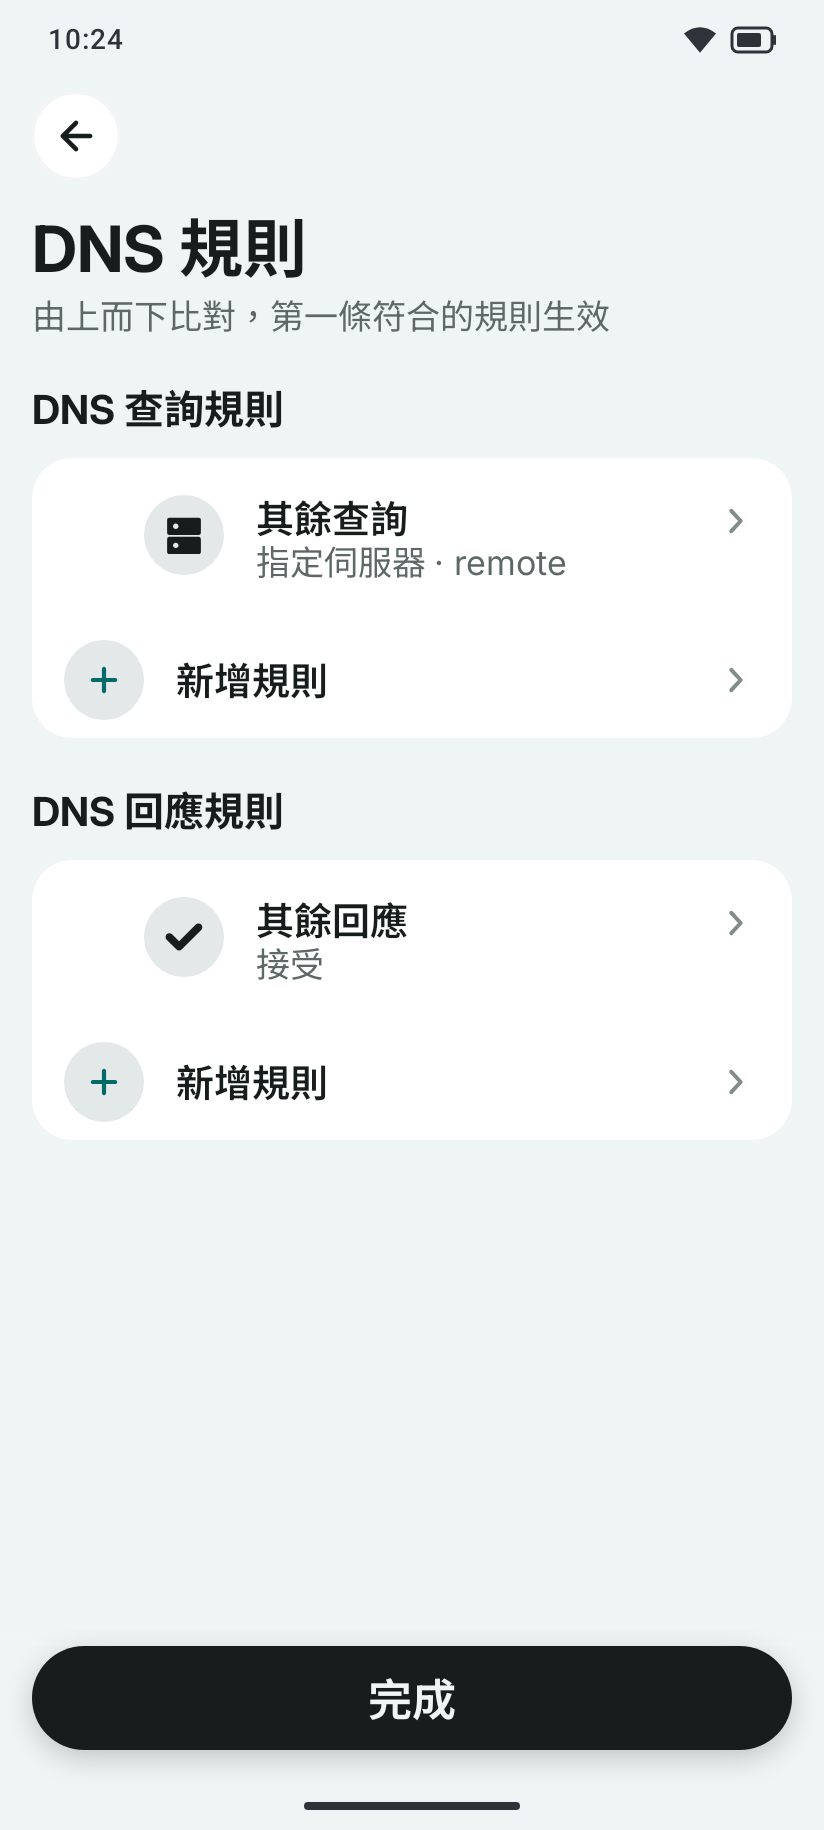 10:24
DNS 規則
由上而下比對，第一條符合的規則生效
DNS 查詢規則
其餘查詢
指定伺服器 · remote
新增規則
DNS 回應規則
其餘回應
接受
新增規則
完成